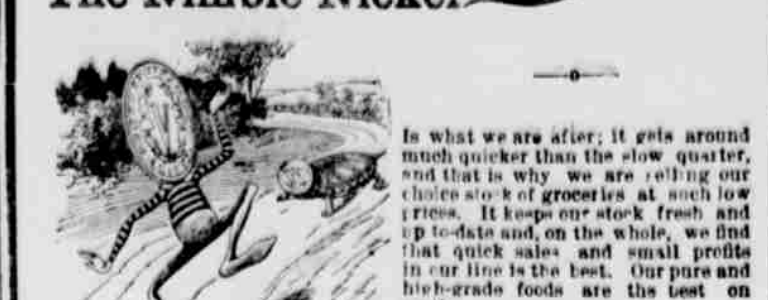 The Nimble Nickel
Is what we are after; it gets around
much quicker than the slow quarter,
and that is why we are selling our
choice stock of groceries at such low
prices. It keeps our stock fresh and
up to-date and, on the whole, we find
that quick sales and small profits
in our line is the best. Our pure and
high-grade foods are the best on